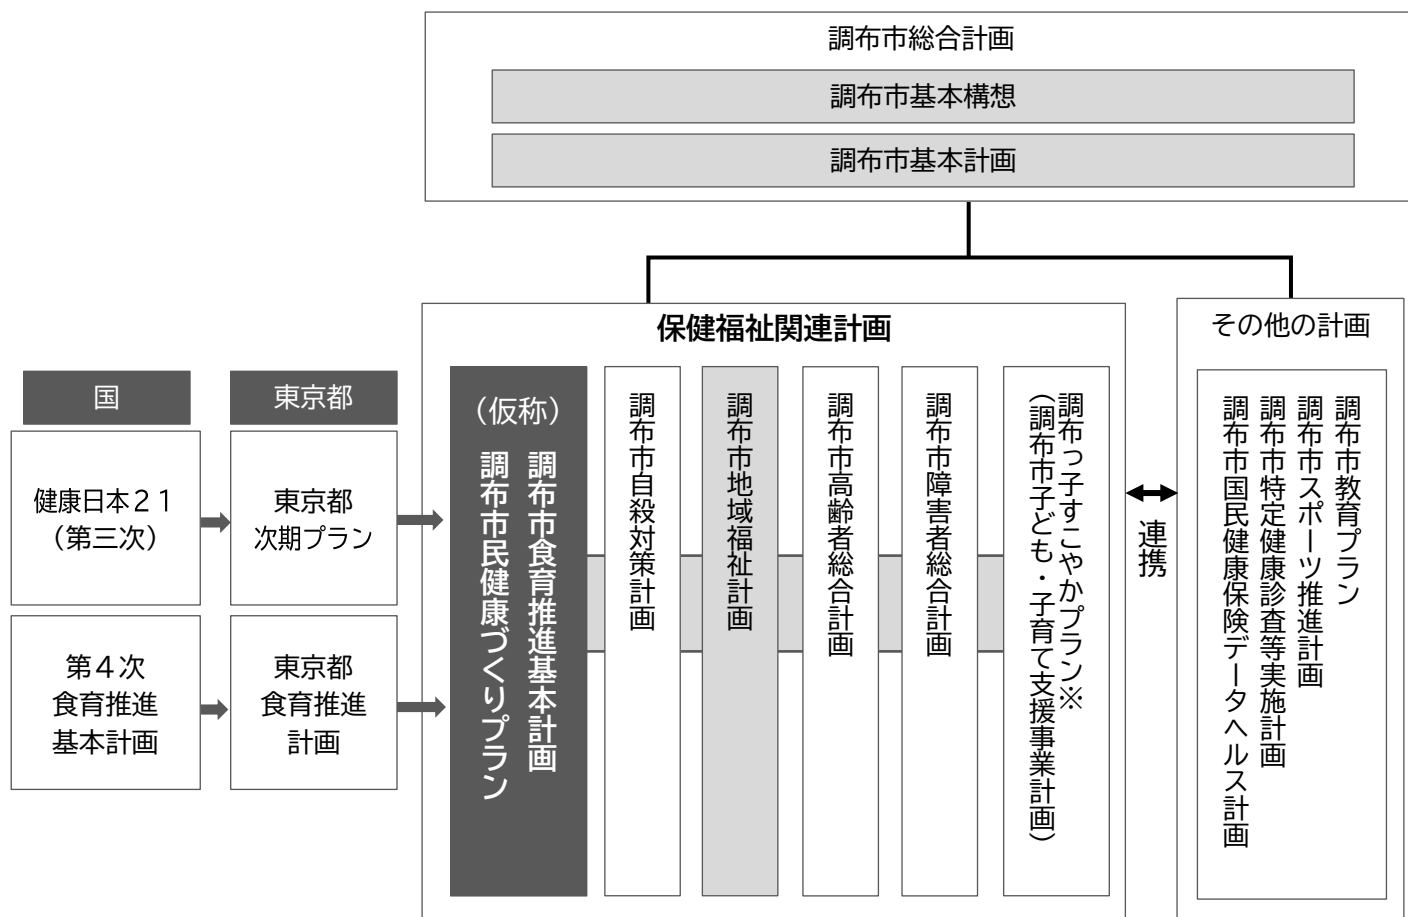 調布市総合計画
調布市基本構想
調布市基本計画
保健福祉関連計画
その他の計画
国
東京都
健康日本２１
（第三次）
東京都
次期プラン
第４次
食育推進
基本計画
東京都
食育推進
計画
（仮称）
調布市食育推進基本計画
調布市民健康づくりプラン
調布市自殺対策計画
調布市地域福祉計画
調布市高齢者総合計画
調布市障害者総合計画
調布っ子すこやかプラン※
（調布市子ども・子育て支援事業計画）
連携
調布市教育プラン
調布市スポーツ推進計画
調布市特定健康診査等実施計画
調布市国民健康保険データヘルス計画